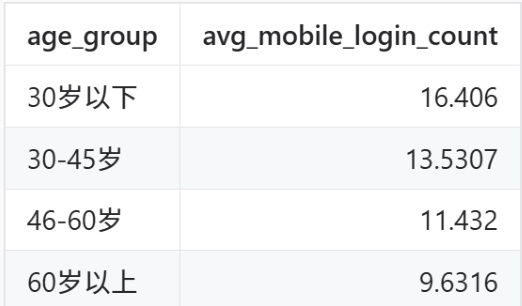 age_group avg_mobile_login_count
30岁以下 16.406
30-45岁 13.5307
46-60岁 11.432
60岁以上 9.6316